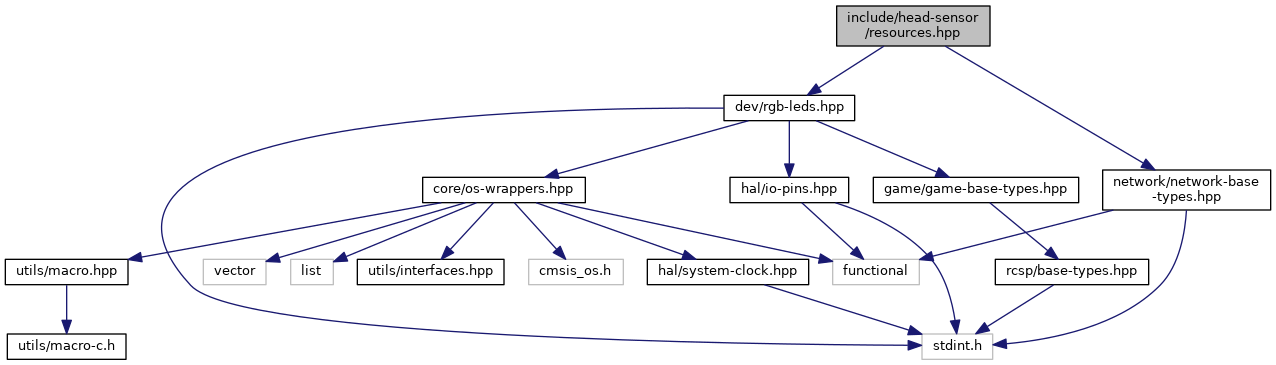 include/head-sensor
/resources.hpp
dev/rgb-leds.hpp
core/os-wrappers.hpp
hal/io-pins.hpp
game/game-base-types.hpp
network/network-base
-types.hpp
utils/macro.hpp
vector
list
utils/interfaces.hpp
cmsis_os.h
hal/system-clock.hpp
functional
rcsp/base-types.hpp
utils/macro-c.h
stdint.h